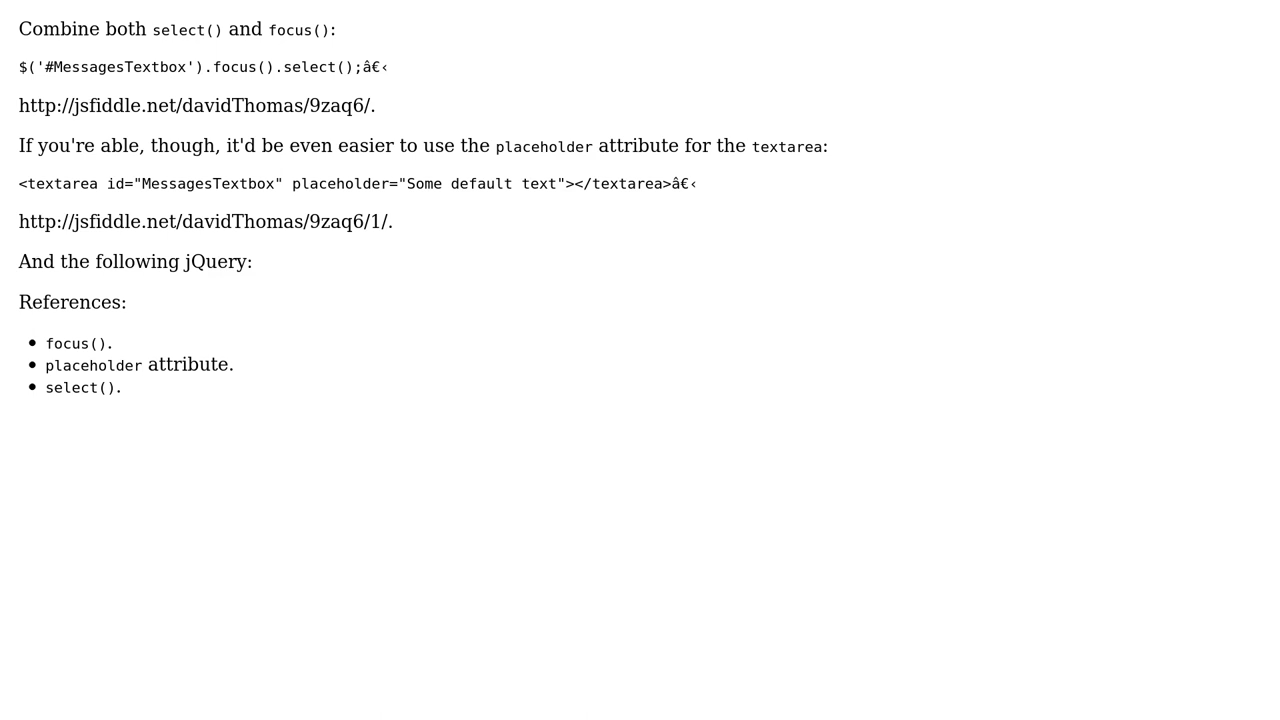 Combine both select() and focus():
$('#MessagesTextbox').focus().select();â€‹
http://jsfiddle.net/davidThomas/9zaq6/.
If you're able, though, it'd be even easier to use the placeholder attribute for the textarea:
<textarea id="MessagesTextbox" placeholder="Some default text"></textarea>â€‹
http://jsfiddle.net/davidThomas/9zaq6/1/.
And the following jQuery:
References:
• focus().
• placeholder attribute.
• select().